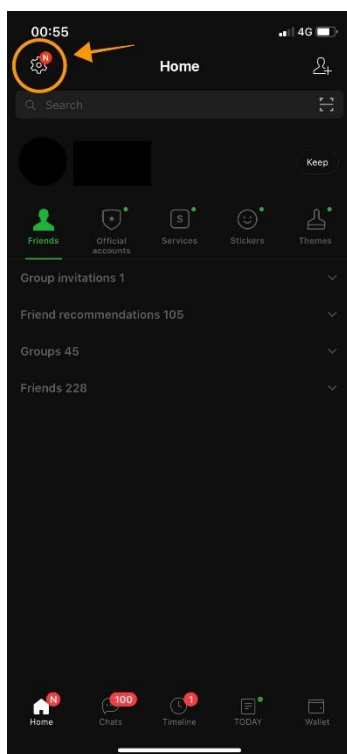 00:55
4G
N
Home
Search
Keep
Friends
Official
accounts
Services
Stickers
Themes
Group invitations 1
Friend recommendations 105
Groups 45
Friends 228
N
100
1
Home
Chats
Timeline
TODAY
Wallet